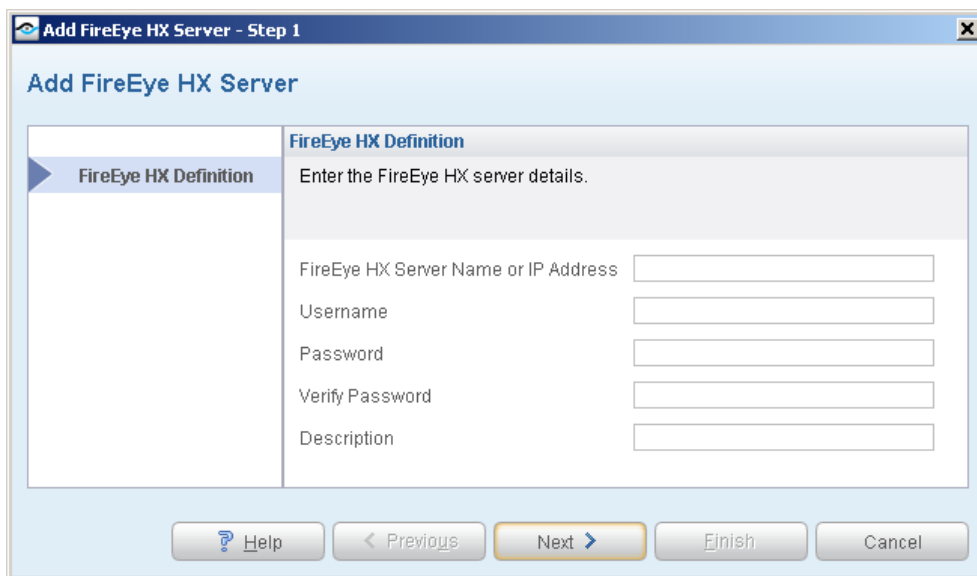 Add FireEye HX Server - Step 1
Add FireEye HX Server
FireEye HX Definition
FireEye HX Definition
Enter the FireEye HX server details.
FireEye HX Server Name or IP Address
Username
Password
Verify Password
Description
Help
Previous
Next
Finish
Cancel